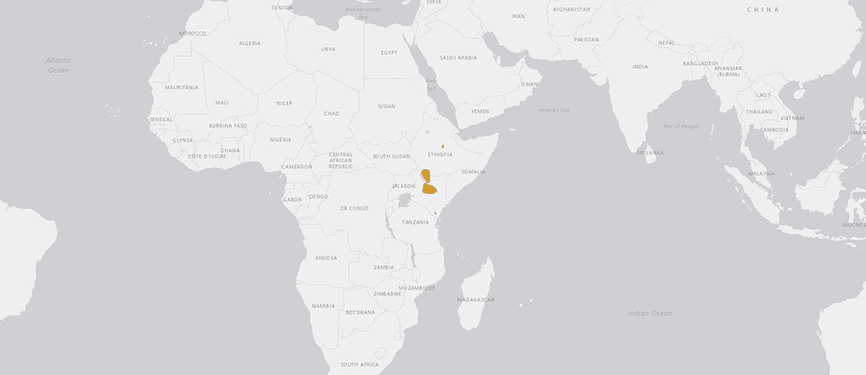 SYRIA
TUNISIA
Mediterranean
Sea
IRAN
AFGHANISTAN
CHINA
MOROCCO
ALGERIA
LIBYA
EGYPT
PAKISTAN
NEPAL
Atlantic
Ocean
SAUDI ARABIA
INDIA
BANGLADESH
MYANMAR
(BURMA)
MAURITANIA
Red
Sea
OMAN
LAOS
MALI
NIGER
SUDAN
YEMEN
Arabian Sea
THAILAND
VIETNAM
SENEGAL
CHAD
BURKINA FASO
Bay of Bengal
CAMBODIA
GUINEA
NIGERIA
GHANA
CÔTE D'IVOIRE
CENTRAL
AFRICAN
REPUBLIC
SOUTH SUDAN
ETHIOPIA
SRI LANKA
CAMEROON
SOMALIA
MALAYSIA
UGANDA
GABON
CONGO
DR CONGO
TANZANIA
INDONES
ANGOLA
ZAMBIA
MOZAMBIQUE
ZIMBABWE
MADAGASCAR
NAMIBIA
BOTSWANA
Indian Ocean
SOUTH AFRICA